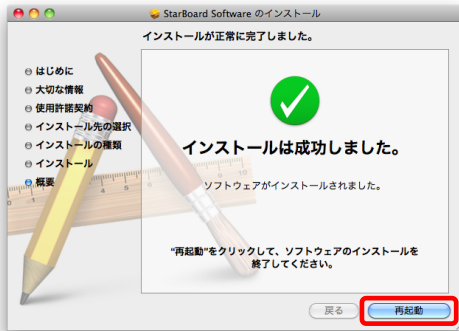 StarBoard Software のインストール
インストールが正常に完了しました。
はじめに
大切な情報
使用許諾契約
インストール先の選択
インストールの種類
インストール
概要
インストールは成功しました。
ソフトウェアがインストールされました。
"再起動"をクリックして、ソフトウェアのインストールを
終了してください。
戻る
再起動